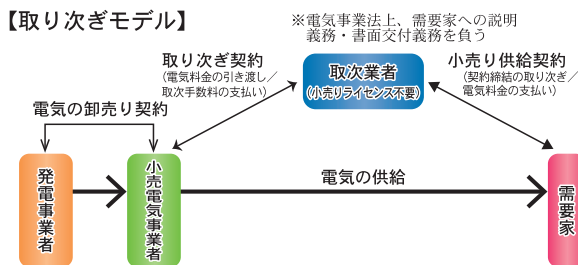 【取り次ぎモデル】
※電気事業法上、需要家への説明
義務・書面交付義務を負う
取り次ぎ契約
(電気料金の引き渡し／
取次手数料の支払い)
取次業者
(小売りライセンス不要)
小売り供給契約
(契約締結の取り次ぎ／
電気料金の支払い)
電気の卸売り契約
発電事業者
小売電気事業者
電気の供給
需要家